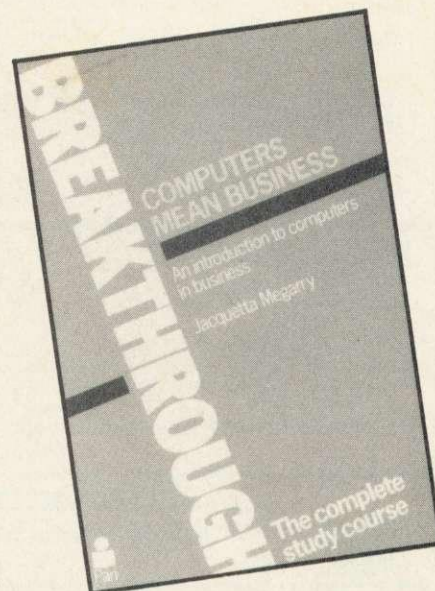 BREAKTHROUGH
COMPUTERS
MEAN BUSINESS
An introduction to computers
in business
Jacquetta Megarry
The complete
study course
Pan